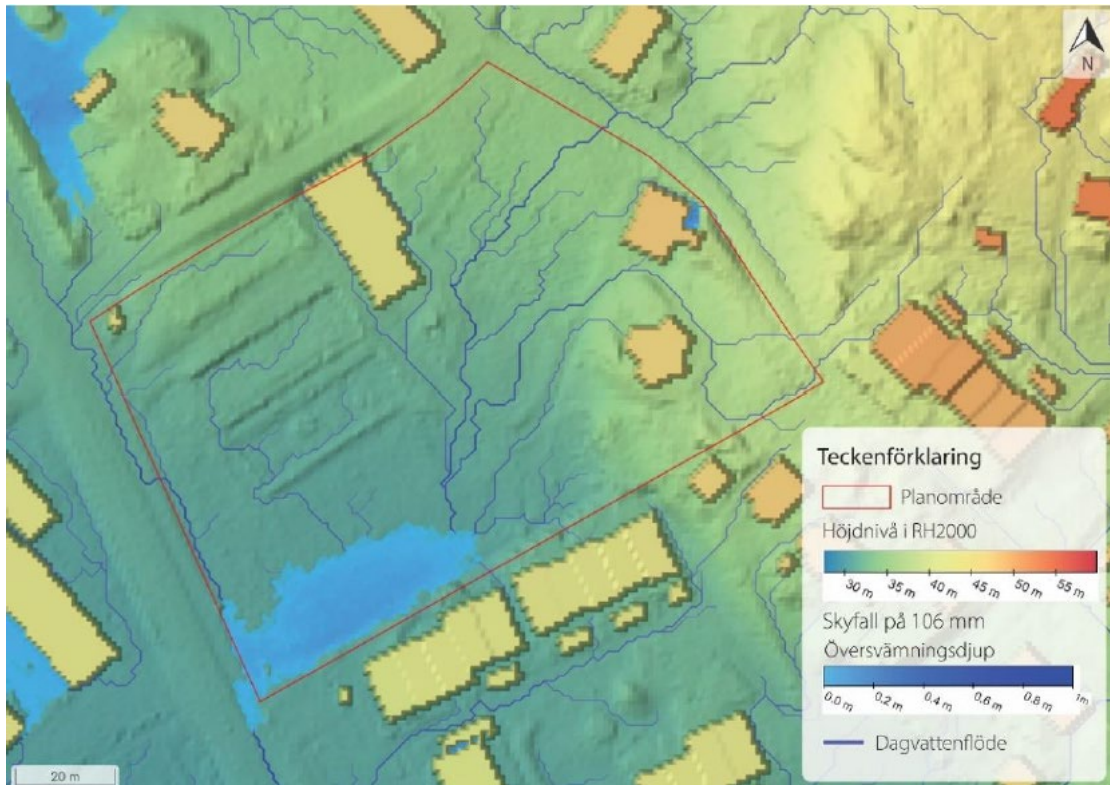 N
Teckenförklaring
Planområde
Höjdnivå i RH2000
30 m 35 m 40 m 45 m 50 m 55 m
Skyfall på 106 mm
Översvämningsdjup
0.0 m 0.2 m 0.4 m 0.6 m 0.8 m 1m
Dagvattenflöde
20 m